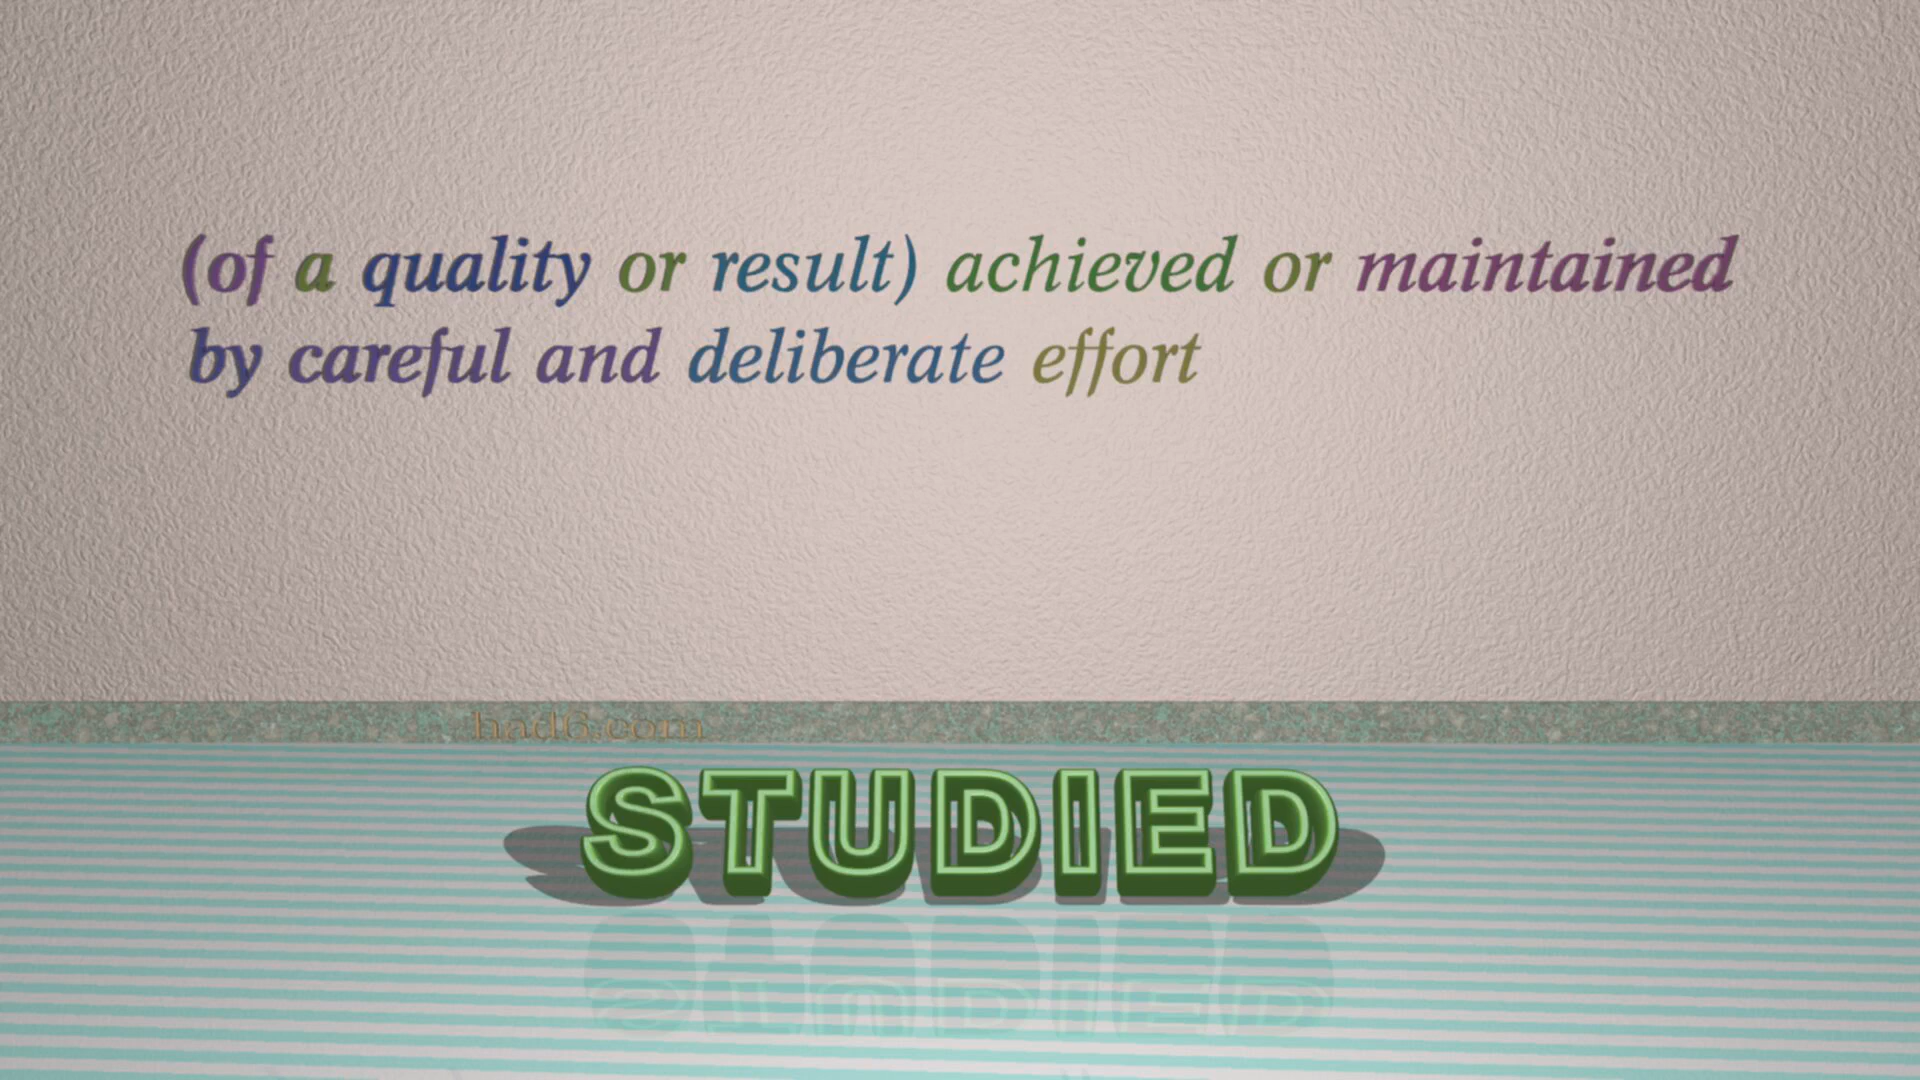 (of a quality or result) achieved or maintained
by careful and deliberate effort
had6.com
STUDIED